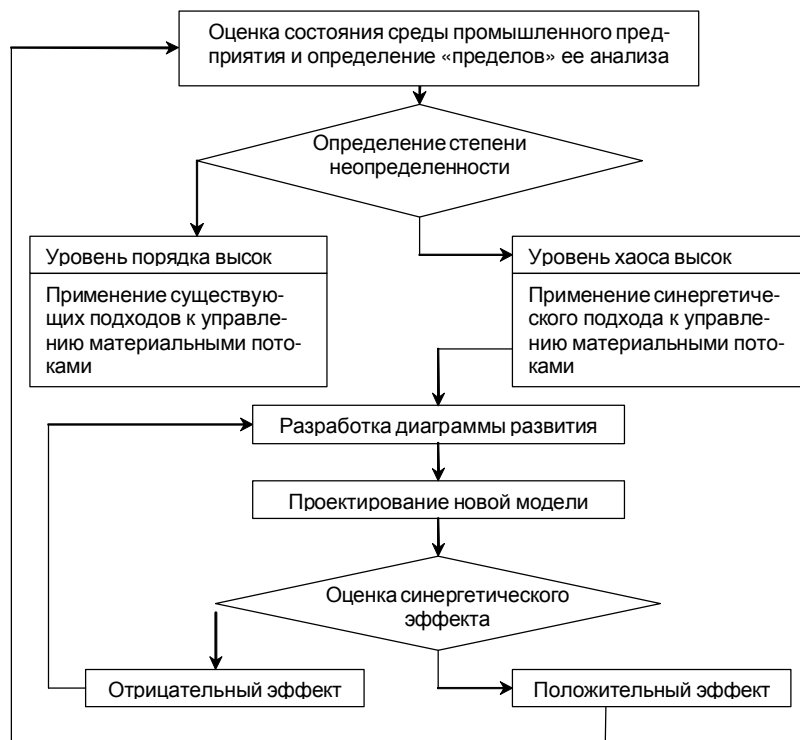 Оценка состояния среды промышленного пред-
приятия и определение «пределов» ее анализа
Определение степени
неопределенности
Уровень порядка высок
Применение существую-
щих подходов к управле-
нию материальными пото-
ками
Уровень хаоса высок
Применение синергетиче-
ского подхода к управле-
нию материальными пото-
ками
Разработка диаграммы развития
Проектирование новой модели
Оценка синергетического
эффекта
Отрицательный эффект
Положительный эффект